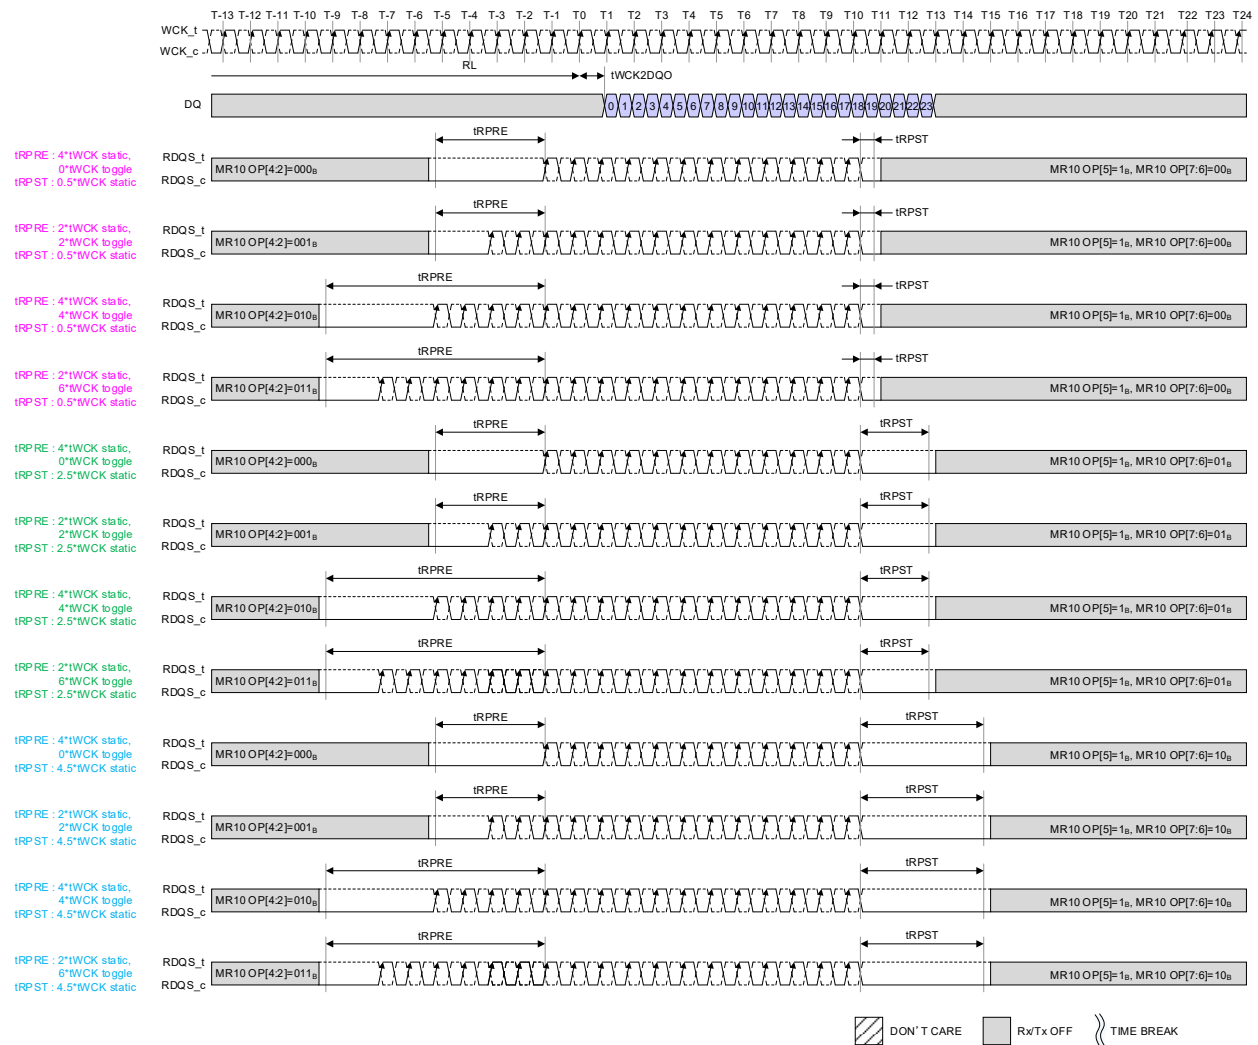 T-13 T-12 T-11 T-10 T-9 T-8 T-7 T-6 T-5 T-4 T-3 T-2 T-1 T0 T1 T2 T3 T4 T5 T6 T7 T8 T9 T10 T11 T12 T13 T14 T15 T16 T17 T18 T19 T20 T21 T22 T23 T24
WCK_t
WCK_c
RL tWCK2DQO
DQ 0 1 2 3 4 5 6 7 8 9 10 11 12 13 14 15 16 17 18 19 20 21 22 23
tRPRE tRPST
tRPRE : 4*tWCK static,
0*tWCK toggle
tRPST : 0.5*tWCK static
RDQS_t
RDQS_c
MR10 OP[4:2]=000B MR10 OP[5]=1B, MR10 OP[7:6]=00B
tRPRE tRPST
tRPRE : 2*tWCK static,
2*tWCK toggle
tRPST : 0.5*tWCK static
RDQS_t
RDQS_c
MR10 OP[4:2]=001B MR10 OP[5]=1B, MR10 OP[7:6]=00B
tRPRE tRPST
tRPRE : 4*tWCK static,
4*tWCK toggle
tRPST : 0.5*tWCK static
RDQS_t
RDQS_c
MR10 OP[4:2]=010B MR10 OP[5]=1B, MR10 OP[7:6]=00B
tRPRE tRPST
tRPRE : 2*tWCK static,
6*tWCK toggle
tRPST : 0.5*tWCK static
RDQS_t
RDQS_c
MR10 OP[4:2]=011B MR10 OP[5]=1B, MR10 OP[7:6]=00B
tRPRE tRPST
tRPRE : 4*tWCK static,
0*tWCK toggle
tRPST : 2.5*tWCK static
RDQS_t
RDQS_c
MR10 OP[4:2]=000B MR10 OP[5]=1B, MR10 OP[7:6]=01B
tRPRE tRPST
tRPRE : 2*tWCK static,
2*tWCK toggle
tRPST : 2.5*tWCK static
RDQS_t
RDQS_c
MR10 OP[4:2]=001B MR10 OP[5]=1B, MR10 OP[7:6]=01B
tRPRE tRPST
tRPRE : 4*tWCK static,
4*tWCK toggle
tRPST : 2.5*tWCK static
RDQS_t
RDQS_c
MR10 OP[4:2]=010B MR10 OP[5]=1B, MR10 OP[7:6]=01B
tRPRE tRPST
tRPRE : 2*tWCK static,
6*tWCK toggle
tRPST : 2.5*tWCK static
RDQS_t
RDQS_c
MR10 OP[4:2]=011B MR10 OP[5]=1B, MR10 OP[7:6]=01B
tRPRE tRPST
tRPRE : 4*tWCK static,
0*tWCK toggle
tRPST : 4.5*tWCK static
RDQS_t
RDQS_c
MR10 OP[4:2]=000B MR10 OP[5]=1B, MR10 OP[7:6]=10B
tRPRE tRPST
tRPRE : 2*tWCK static,
2*tWCK toggle
tRPST : 4.5*tWCK static
RDQS_t
RDQS_c
MR10 OP[4:2]=001B MR10 OP[5]=1B, MR10 OP[7:6]=10B
tRPRE tRPST
tRPRE : 4*tWCK static,
4*tWCK toggle
tRPST : 4.5*tWCK static
RDQS_t
RDQS_c
MR10 OP[4:2]=010B MR10 OP[5]=1B, MR10 OP[7:6]=10B
tRPRE tRPST
tRPRE : 2*tWCK static,
6*tWCK toggle
tRPST : 4.5*tWCK static
RDQS_t
RDQS_c
MR10 OP[4:2]=011B MR10 OP[5]=1B, MR10 OP[7:6]=10B
DON'T CARE Rx/Tx OFF TIME BREAK